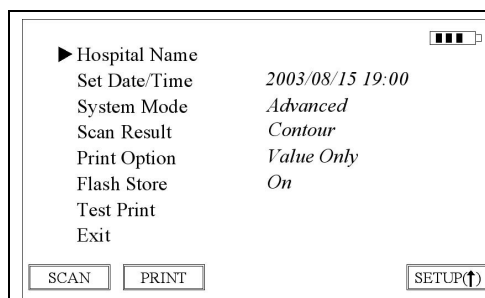 ▶ Hospital Name
Set Date/Time 2003/08/15 19:00
System Mode Advanced
Scan Result Contour
Print Option Value Only
Flash Store On
Test Print
Exit
SCAN PRINT SETUP(↑)